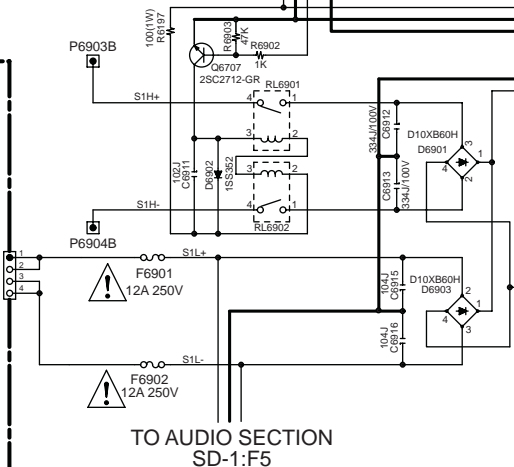 100(1W)
R6197
R6903
47K
R6902
1K
P6903B
Q6707
2SC2712-GR
RL6901
S1H+
4
1
3
2
102J
C6911
D6902
1SS352
3
2
4
1
RL6902
334J/100V
C6912
C6913
334J/100V
D10XB60H
D6901
3
4
1
2
S1H-
P6904B
1
2
3
4
S1L+
F6901
12A 250V
104J
C6915
D10XB60H
D6903
2
4
1
3
104J
C6916
S1L-
F6902
12A 250V
TO AUDIO SECTION
SD-1:F5